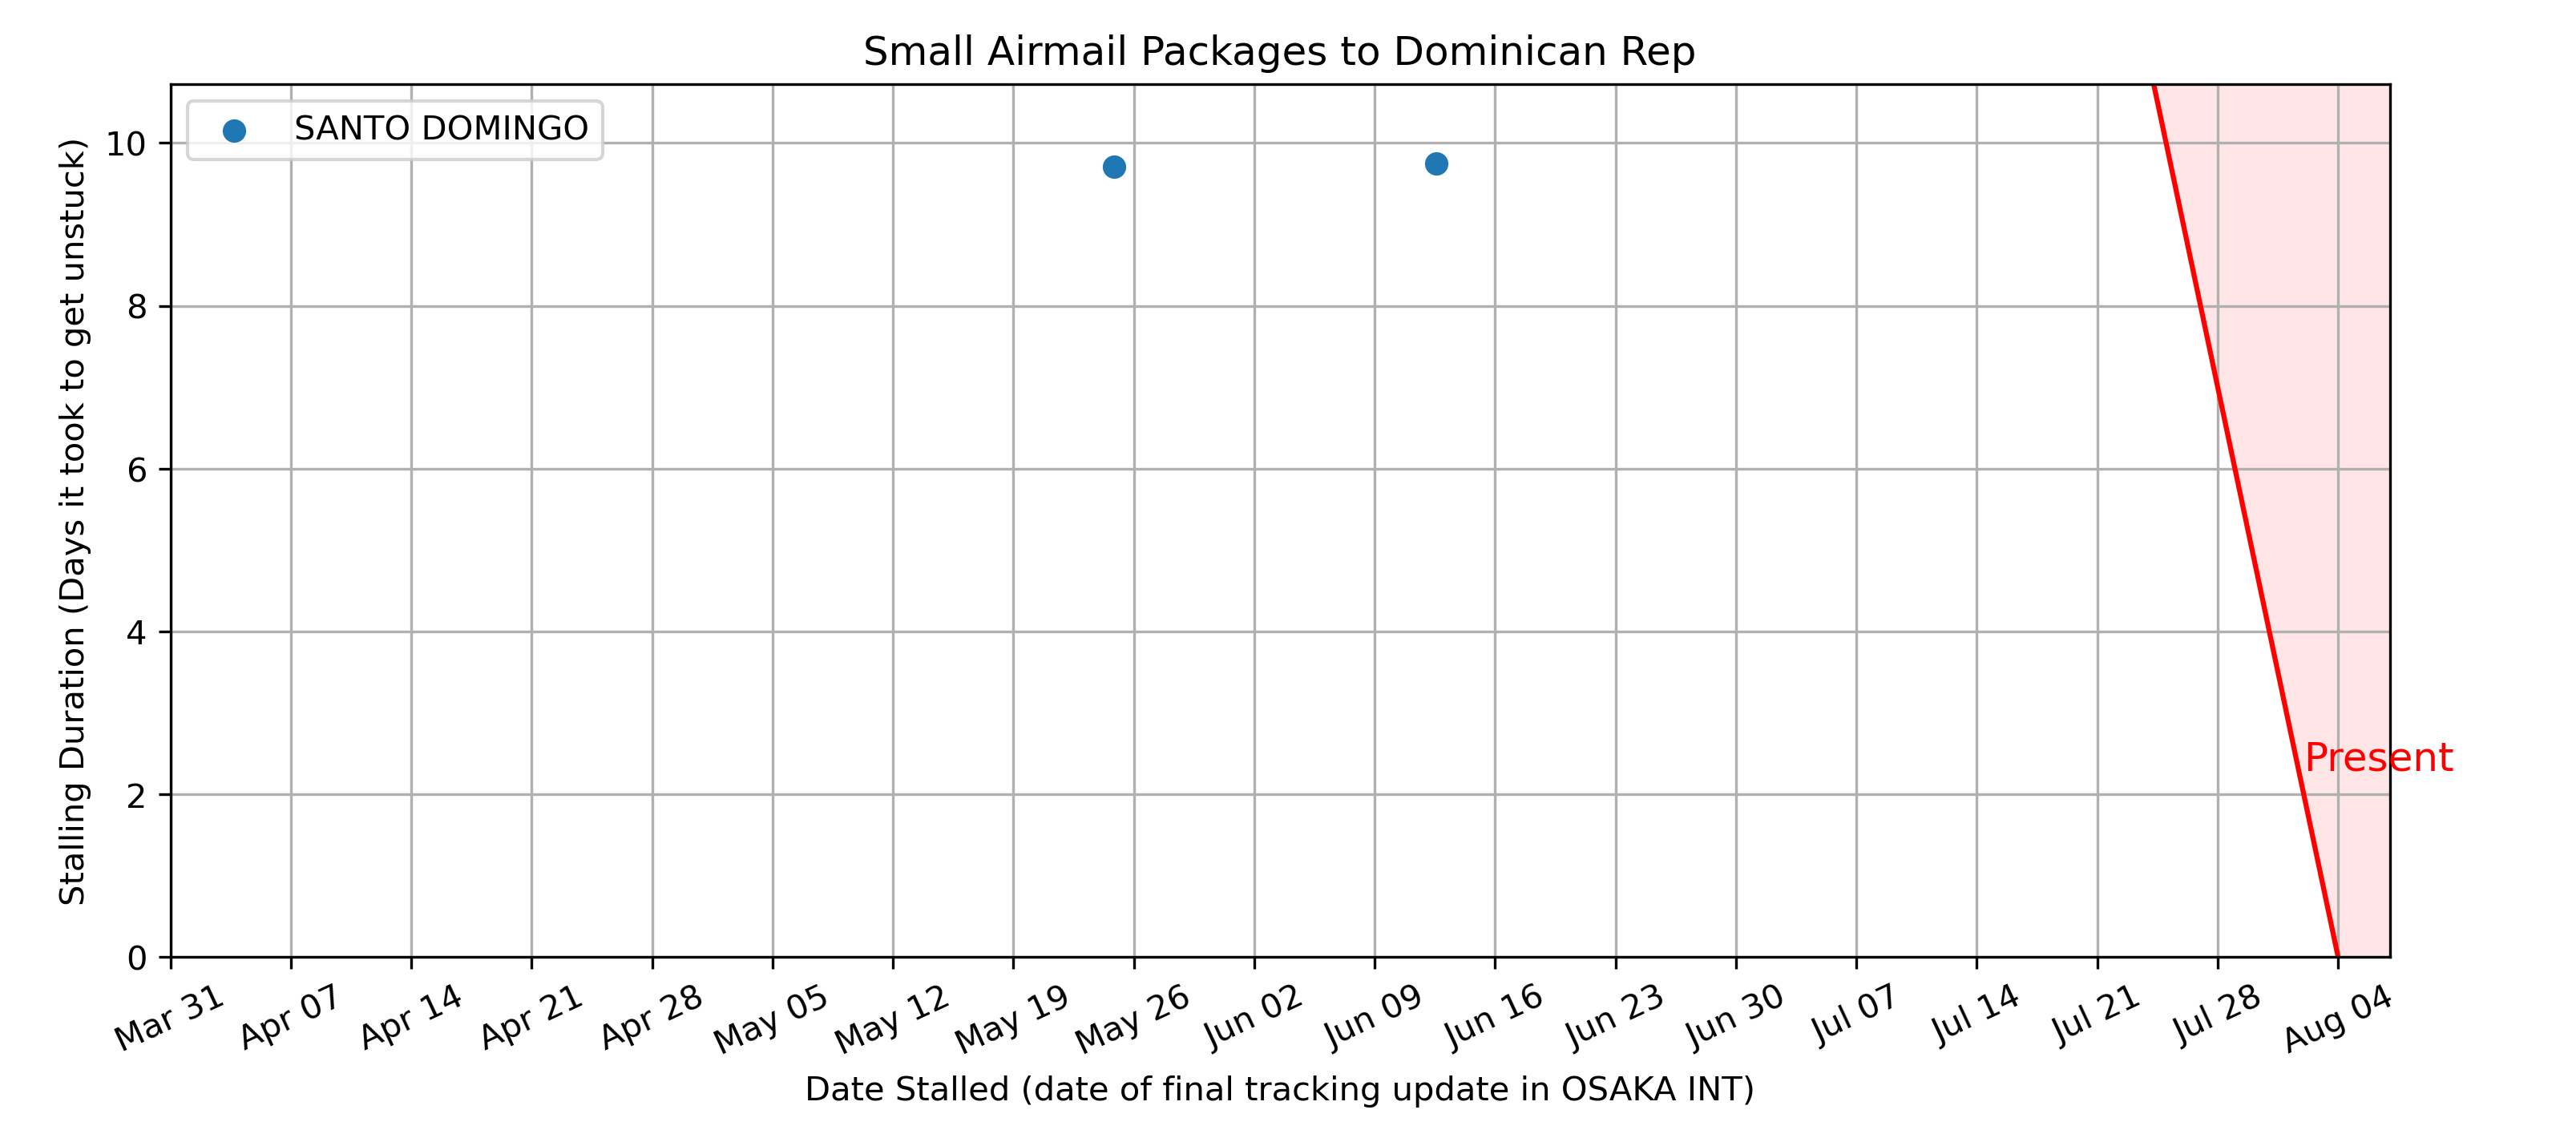 Small Airmail Packages to Dominican Rep
SANTO DOMINGO
Stalling Duration (Days it took to get unstuck)
10
8
6
4
2
0
Present
Mar 31
Apr 07
Apr 14
Apr 21
Apr 28
May 05
May 12
May 19
May 26
Jun 02
Jun 09
Jun 16
Jun 23
Jun 30
Jul 07
Jul 14
Jul 21
Jul 28
Aug 04
Date Stalled (date of final tracking update in OSAKA INT)